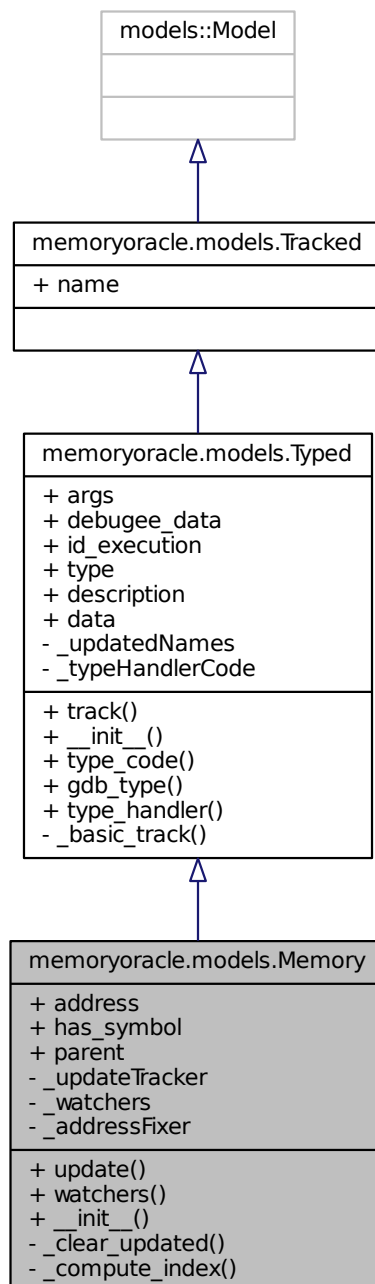 models::Model
memoryoracle.models.Tracked
+ name
memoryoracle.models.Typed
+ args
+ debugee_data
+ id_execution
+ type
+ description
+ data
- _updatedNames
- _typeHandlerCode
+ track()
+ __init__()
+ type_code()
+ gdb_type()
+ type_handler()
- _basic_track()
memoryoracle.models.Memory
+ address
+ has_symbol
+ parent
- _updateTracker
- _watchers
- _addressFixer
+ update()
+ watchers()
+ __init__()
- _clear_updated()
- _compute_index()